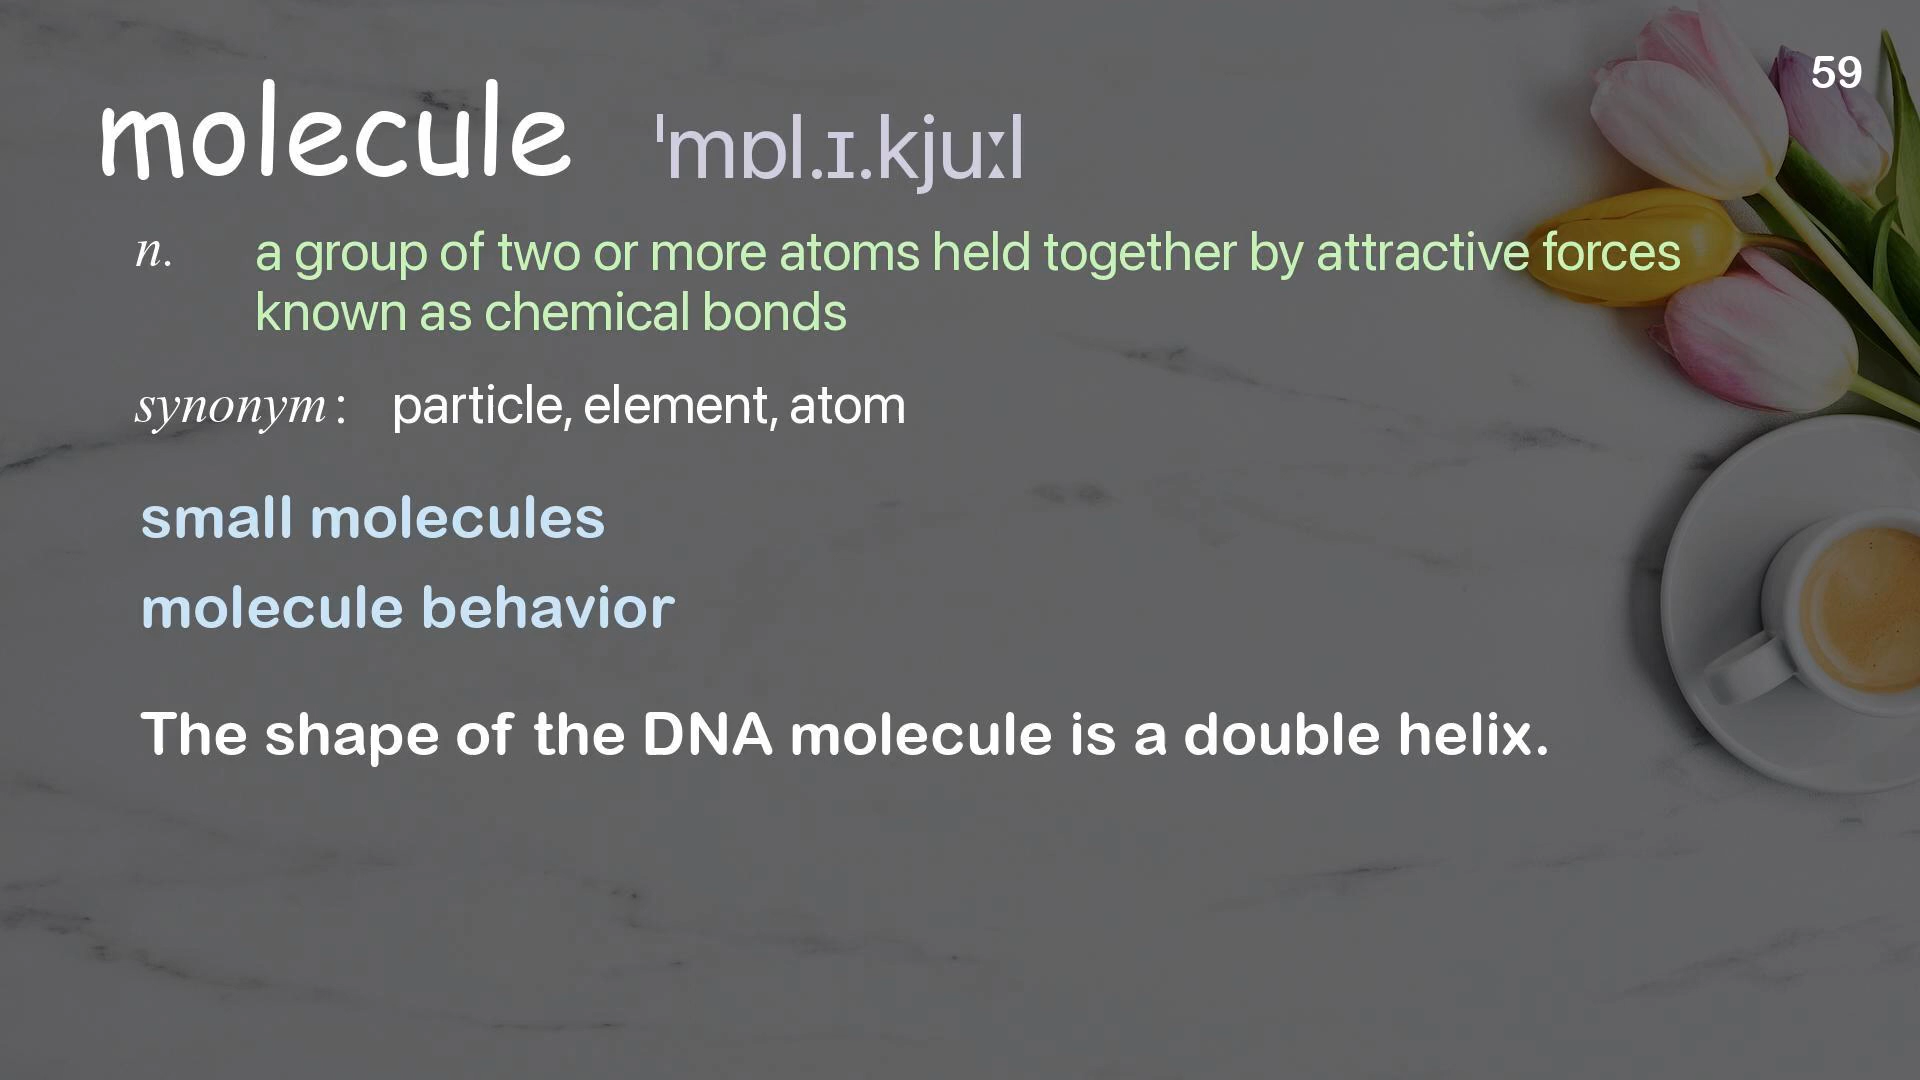 59
molecule ˈmɒl.ɪ.kjuːl
n. a group of two or more atoms held together by attractive forces
known as chemical bonds
synonym : particle, element, atom
small molecules
molecule behavior
The shape of the DNA molecule is a double helix.